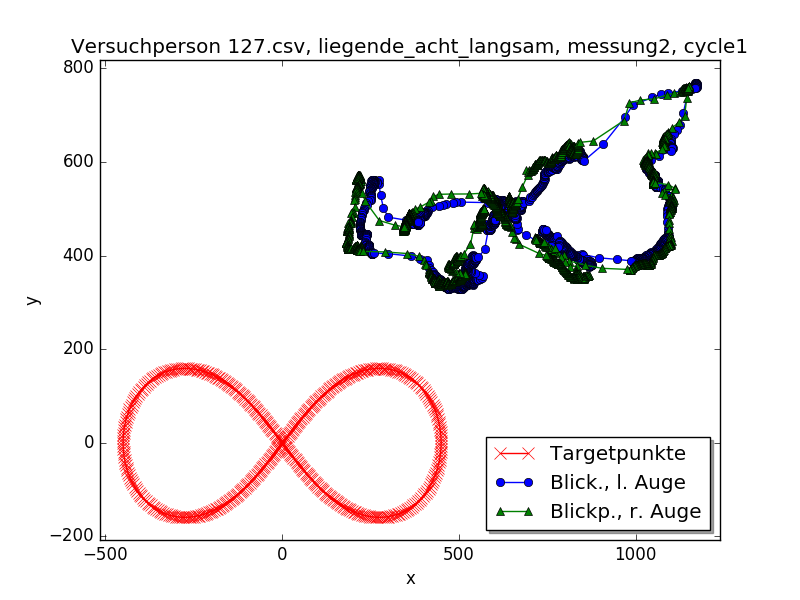 Versuchperson 127.csv, liegende_acht_langsam, messung2, cycle1
800
600
400
200
0
−200
y
−500
0
500
1000
x
Targetpunkte
Blick., l. Auge
Blickp., r. Auge